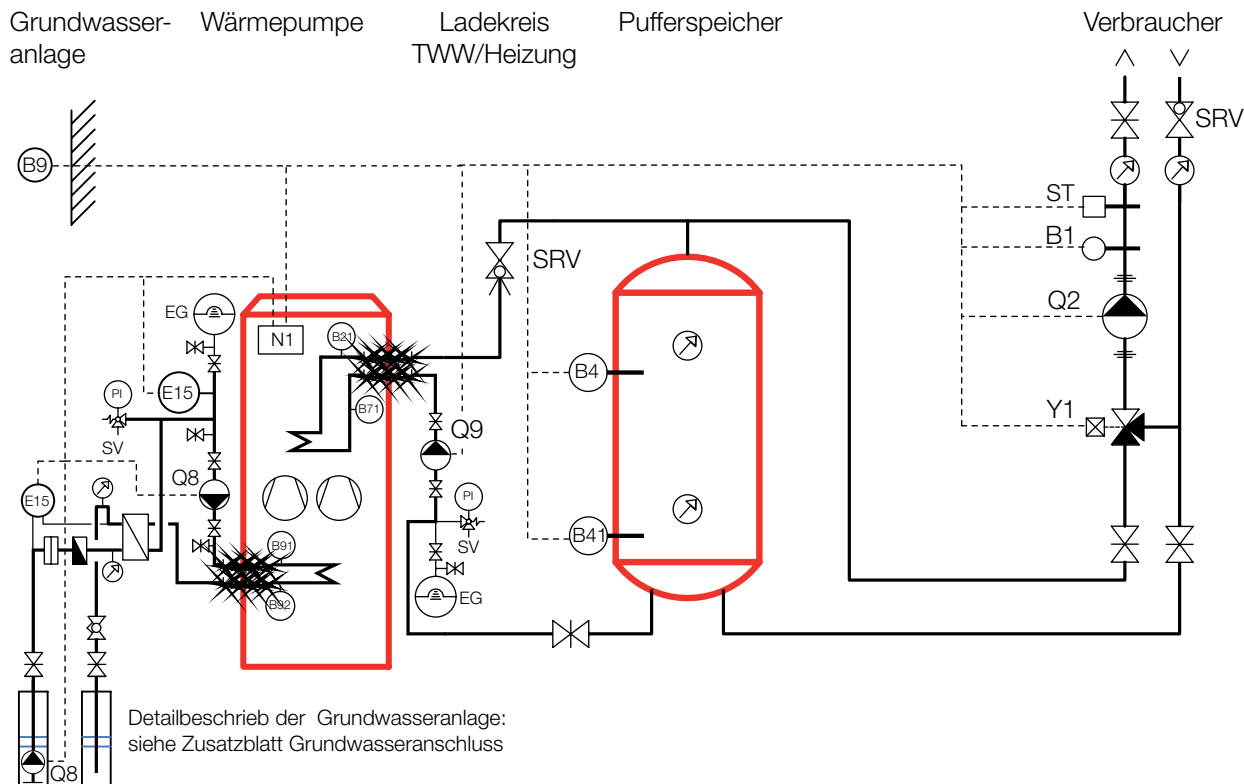 Grundwasser-
anlage
Wärmepumpe
Ladekreis
TWW/Heizung
Pufferspeicher
Verbraucher
SRV
B9
ST
B1
SRV
EG
N1
B21
Q2
B4
PI
E15
B71
Y1
SV
Q9
Q8
E15
PI
SV
B41
B91
EG
B92
Detailbeschrieb der Grundwasseranlage:
siehe Zusatzblatt Grundwasseranschluss
Q8